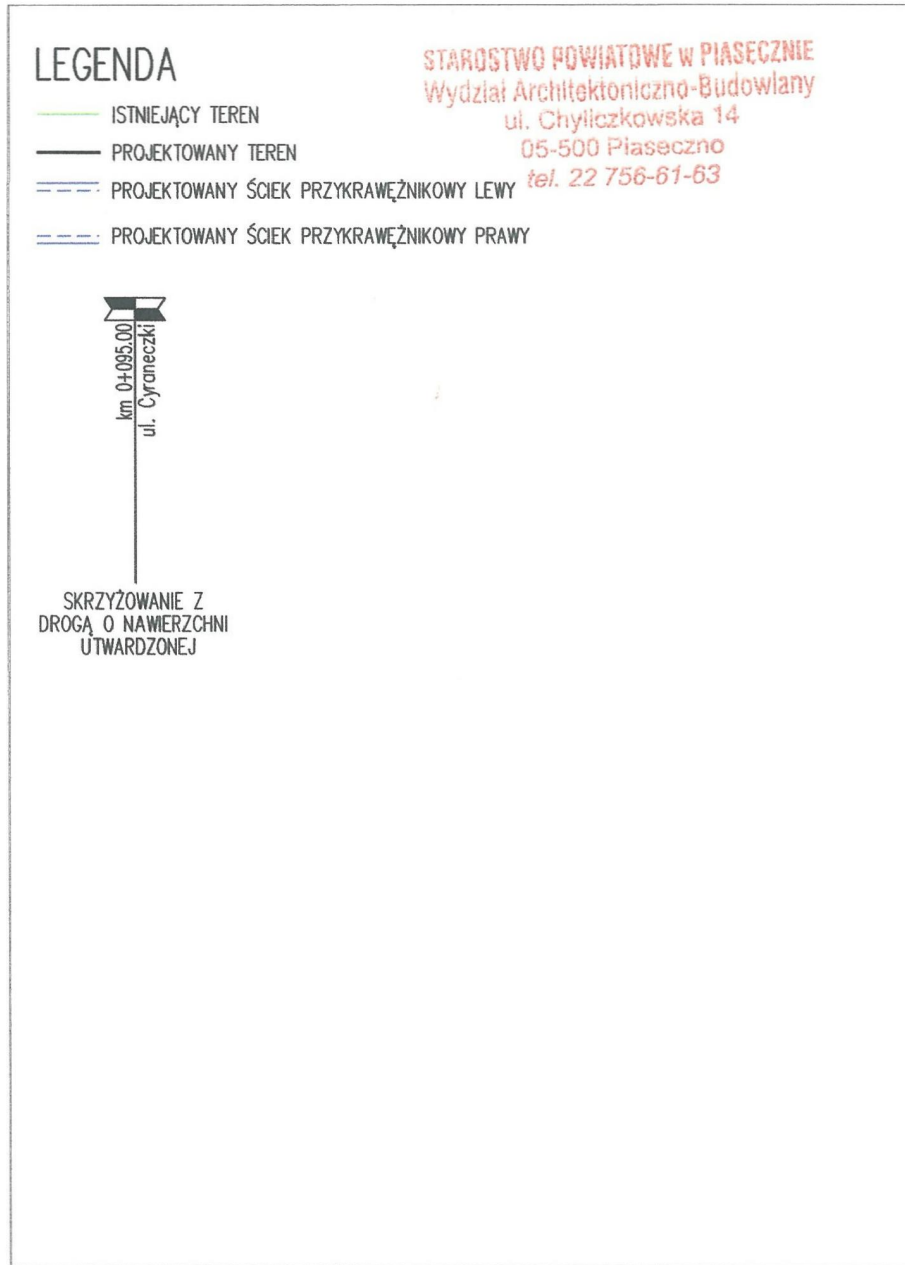 LEGENDA
STAROSTWO POWIATOWE w PIASECZNIE
Wydział Architektoniczno-Budowlany
ul. Chyliczkowska 14
05-500 Piaseczno
tel. 22 756-61-63
ISTNIEJĄCY TEREN
PROJEKTOWANY TEREN
PROJEKTOWANY ŚCIEK PRZYKRAWĘŻNIKOWY LEWY
PROJEKTOWANY ŚCIEK PRZYKRAWĘŻNIKOWY PRAWY
km 0+095.00
ul. Cyraneczki
SKRZYŻOWANIE Z
DROGĄ O NAWIERZCHNI
UTWARDZONEJ